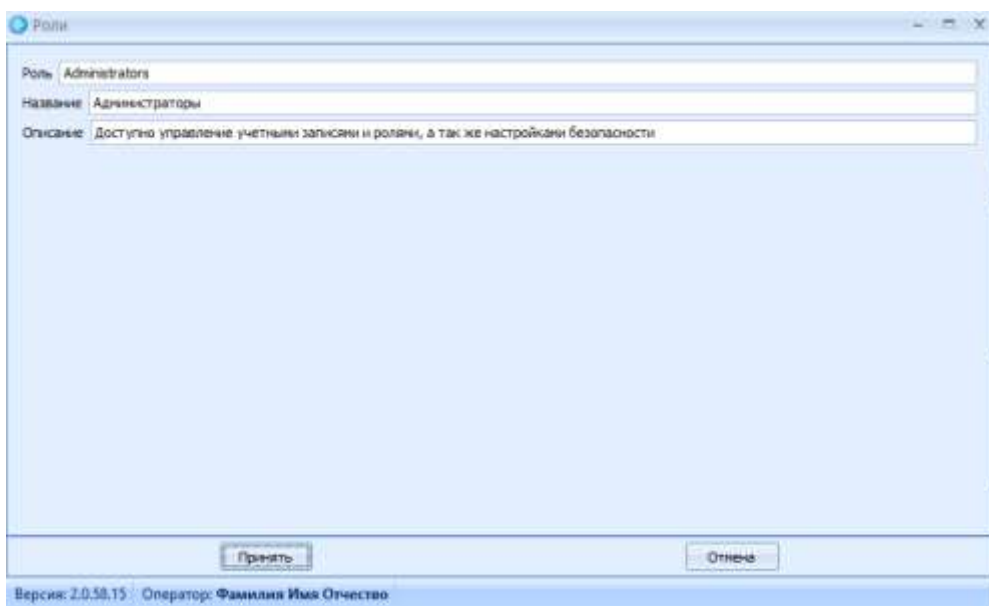 Роли
Роль Administrators
Название Администраторы
Описание Доступно управление учетными записями и ролями, а так же настройками безопасности
Принять Отмена
Версия: 2.0.58.15 Оператор: Фамилия Имя Отчество